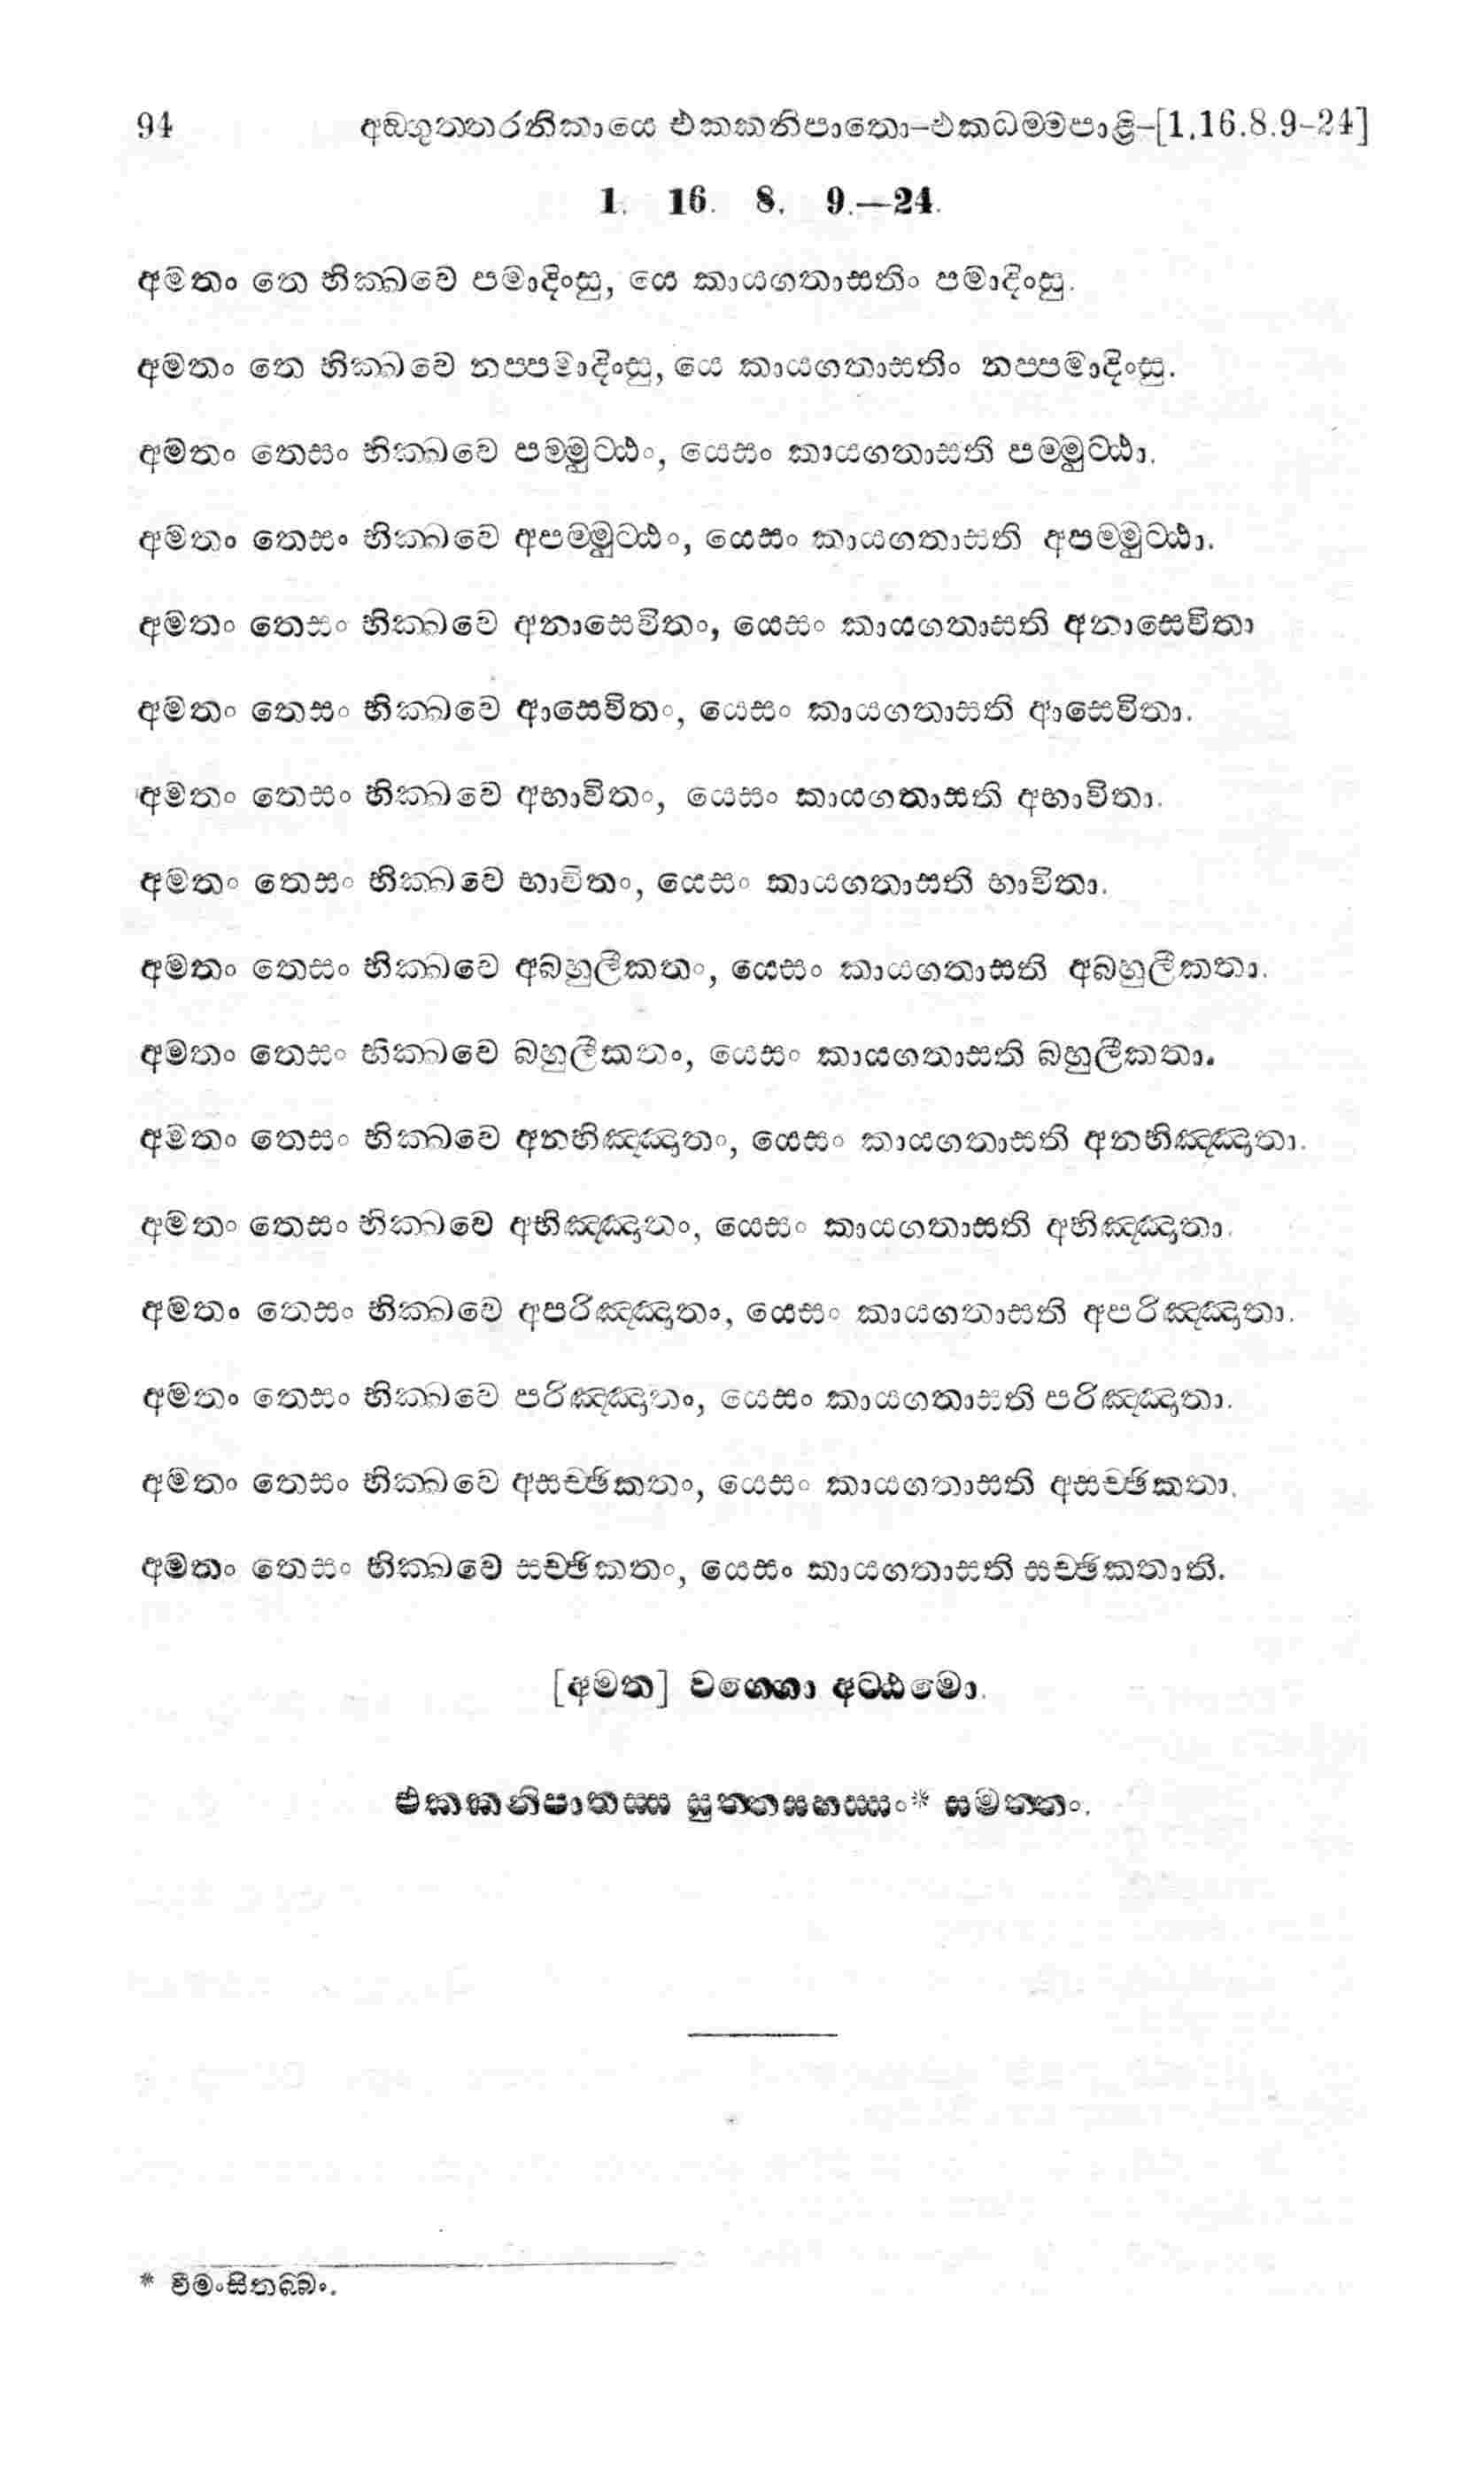 94 අඞ්ගුත්තරනිකායෙ එකකනිපාතො–එකධම්මපාළි–[1.16.8.9–24]
1. 16. 8. 9.—24.
අමතං තෙ භික්ඛවෙ පමාදිංසු, යෙ කායගතාසතිං පමාදිංසු.
අමතං තෙ භික්ඛවෙ නප්පමාදිංසු, යෙ කායගතාසතිං නප්පමාදිංසු.
අමතං තෙසං භික්ඛවෙ පම්මුට්ඨං, යෙසං කායගතාසති පම්මුට්ඨා.
අමතං තෙසං භික්ඛවෙ අපම්මුට්ඨං, යෙසං කායගතාසති අපම්මුට්ඨා.
අමතං තෙසං භික්ඛවෙ අනාසෙවිතං, යෙසං කායගතාසති අනාසෙවිතා
අමතං තෙසං භික්ඛවෙ ආසෙවිතං, යෙසං කායගතාසති ආසෙවිතා.
අමතං තෙසං භික්ඛවෙ අභාවිතං, යෙසං කායගතාසති අභාවිතා.
අමතං තෙසං භික්ඛවෙ භාවිතං, යෙසං කායගතාසති භාවිතා.
අමතං තෙසං භික්ඛවෙ අබහුලීකතං, යෙසං කායගතාසති අබහුලීකතා.
අමතං තෙසං භික්ඛවෙ බහුලීකතං, යෙසං කායගතාසති බහුලීකතා.
අමතං තෙසං භික්ඛවෙ අනභිඤ්ඤාතං, යෙසං කායගතාසති අනභිඤ්ඤාතා.
අමතං තෙසං භික්ඛවෙ අභිඤ්ඤාතං, යෙසං කායගතාසති අභිඤ්ඤාතා.
අමතං තෙසං භික්ඛවෙ අපරිඤ්ඤාතං, යෙසං කායගතාසති අපරිඤ්ඤාතා.
අමතං තෙසං භික්ඛවෙ පරිඤ්ඤාතං, යෙසං කායගතාසති පරිඤ්ඤාතා.
අමතං තෙසං භික්ඛවෙ අසච්ඡිකතං, යෙසං කායගතාසති අසච්ඡිකතා.
අමතං තෙසං භික්ඛවෙ සච්ඡිකතං, යෙසං කායගතාසති සච්ඡිකතාති.
[අමත] වග්ගො අට්ඨමො.
එකකනිපාතස්ස සුත්තසහස්සං* සමත්තං.
* වීමංසිතබ්බං.